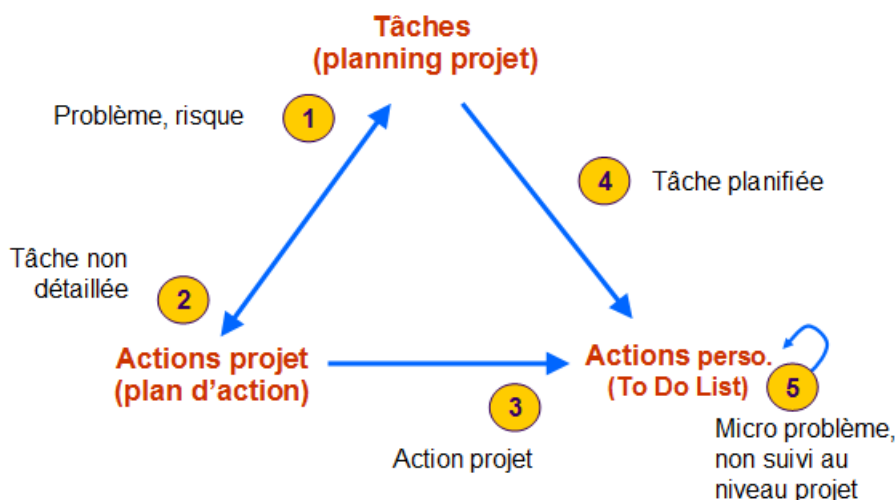 Tâches
(planning projet)
Problème, risque
1
4
Tâche planifiée
Tâche non
détaillée
2
Actions projet
(plan d'action)
Actions perso.
(To Do List)
5
3
Action projet
Micro problème,
non suivi au
niveau projet